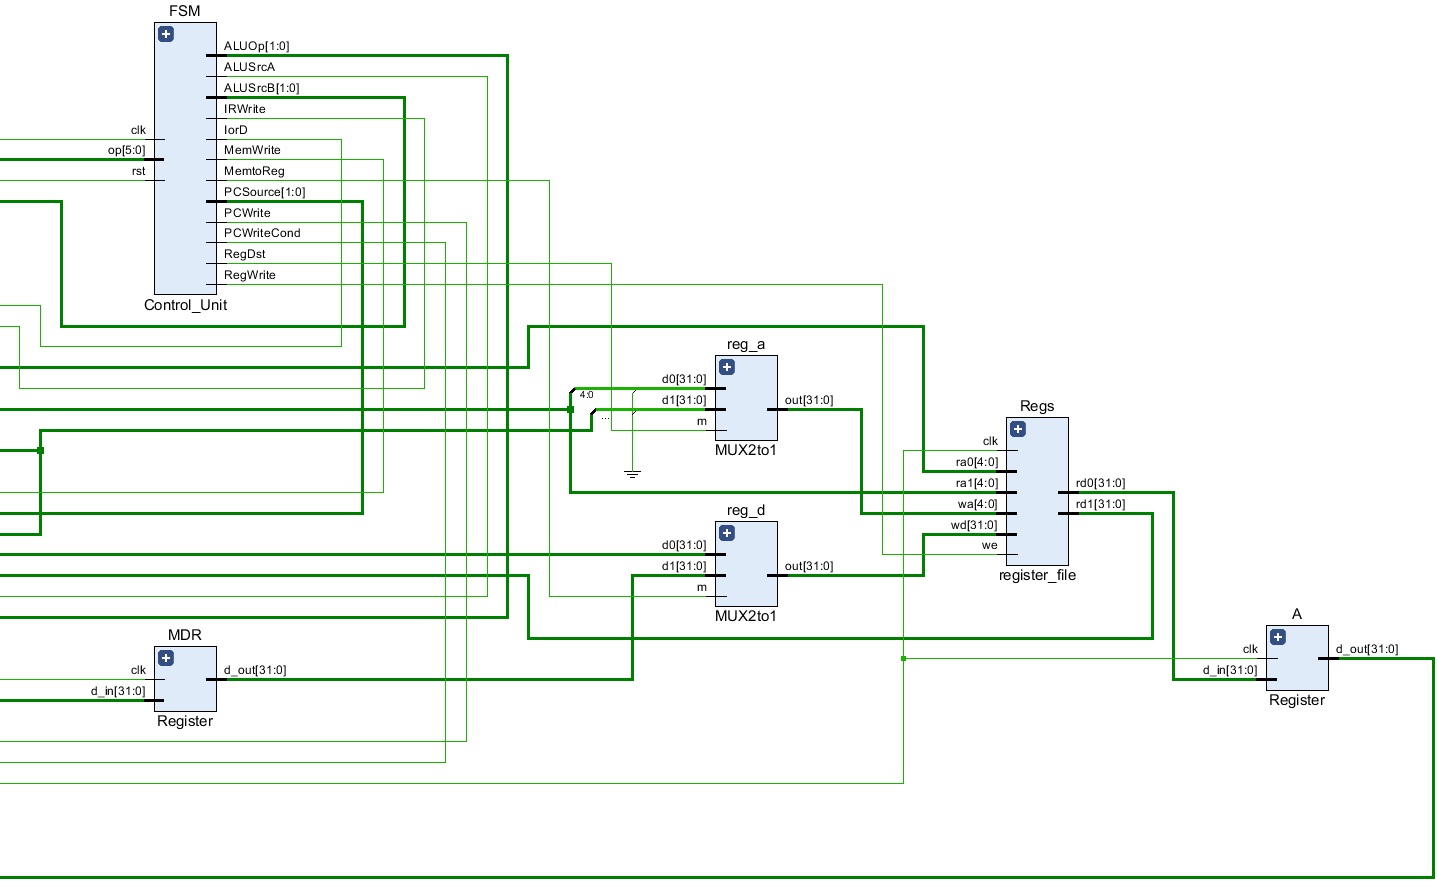 FSM
ALUOp[1:0]
ALUSrcA
ALUSrcB[1:0]
IRWrite
clk
IorD
op[5:0]
MemWrite
rst
MemtoReg
PCSource[1:0]
PCWrite
PCWriteCond
RegDst
RegWrite
Control_Unit
reg_a
d0[31:0]
4:0
d1[31:0]
...
m
out[31:0]
MUX2to1
Regs
clk
ra0[4:0]
ra1[4:0]
wa[4:0]
wd[31:0]
we
rd0[31:0]
rd1[31:0]
register_file
reg_d
d0[31:0]
d1[31:0]
m
out[31:0]
MUX2to1
MDR
clk
d_in[31:0]
d_out[31:0]
Register
A
clk
d_in[31:0]
d_out[31:0]
Register